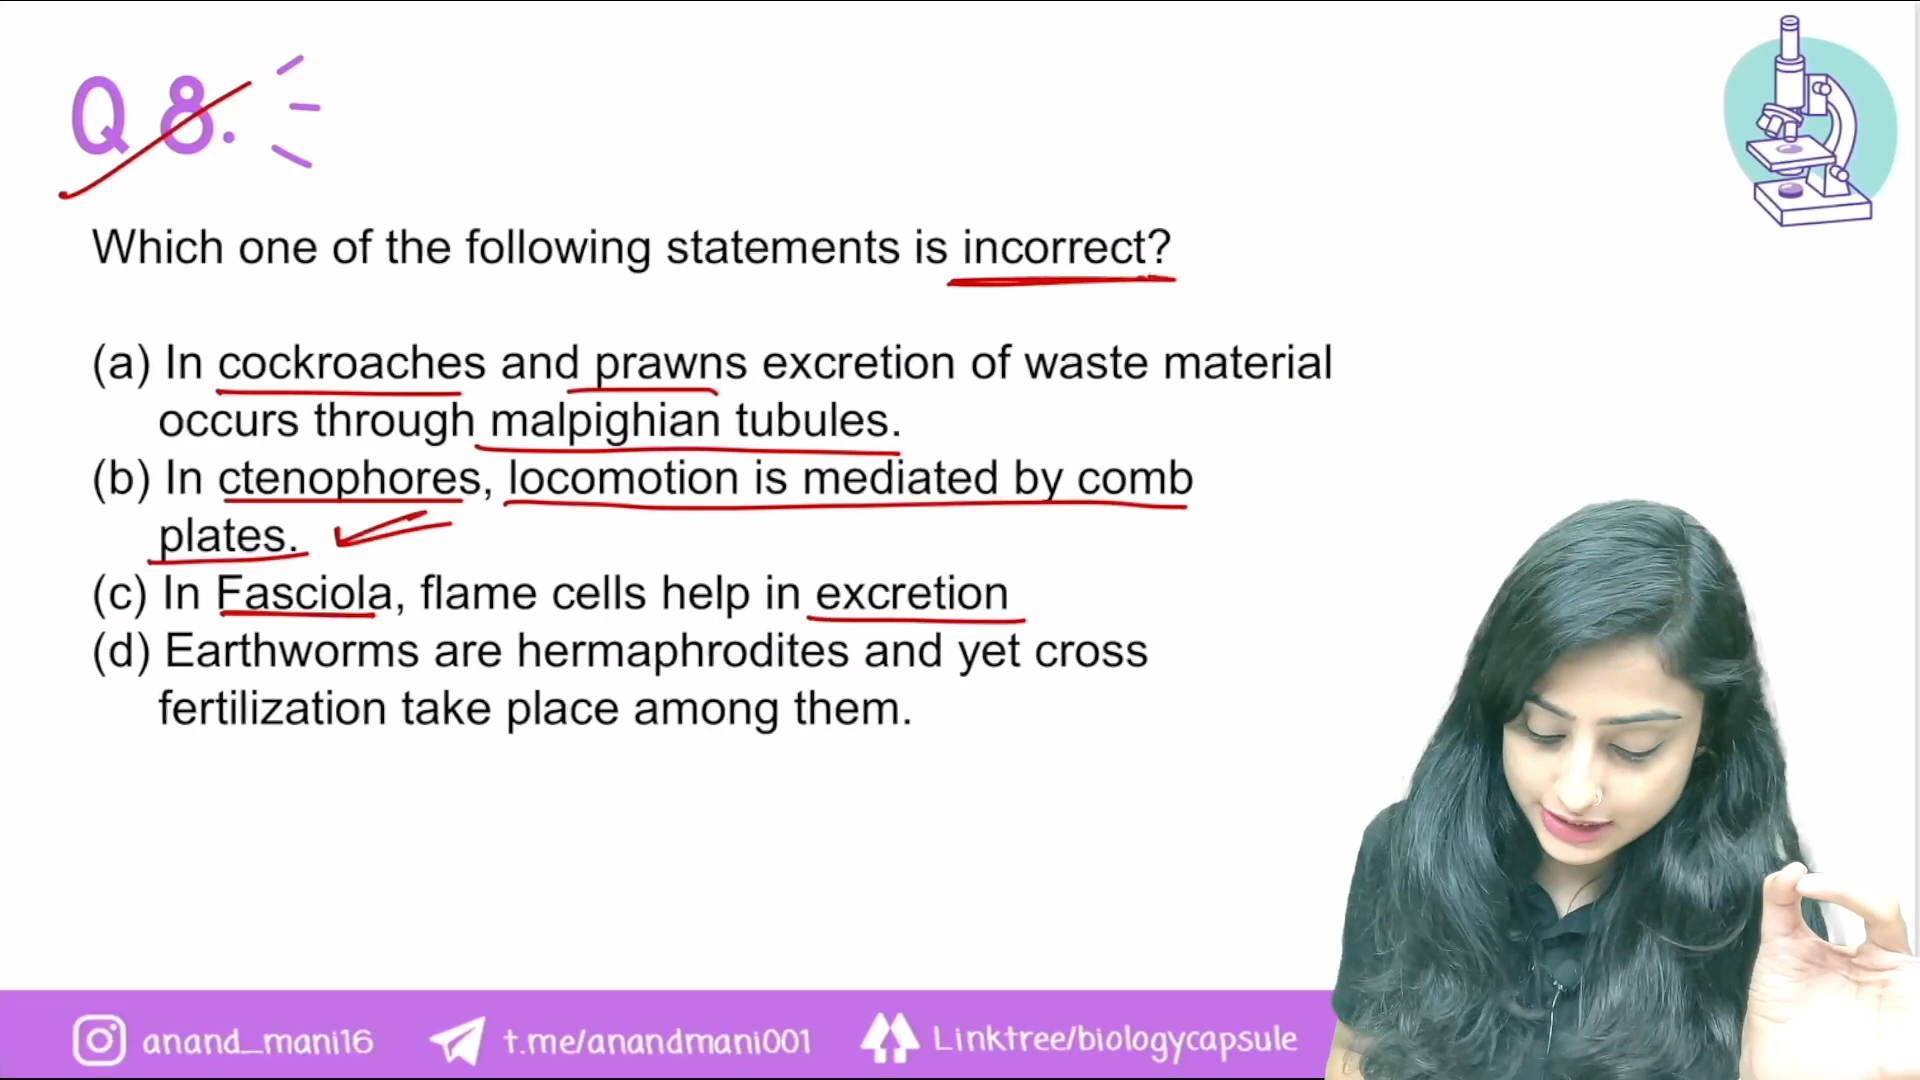 Q 8.
Which one of the following statements is incorrect?
(a) In cockroaches and prawns excretion of waste material
occurs through malpighian tubules.
(b) In ctenophores, locomotion is mediated by comb
plates.
(c) In Fasciola, flame cells help in excretion
(d) Earthworms are hermaphrodites and yet cross
fertilization take place among them.
anand_mani16 t.me/anandmani001 Linktree/biologycapsule